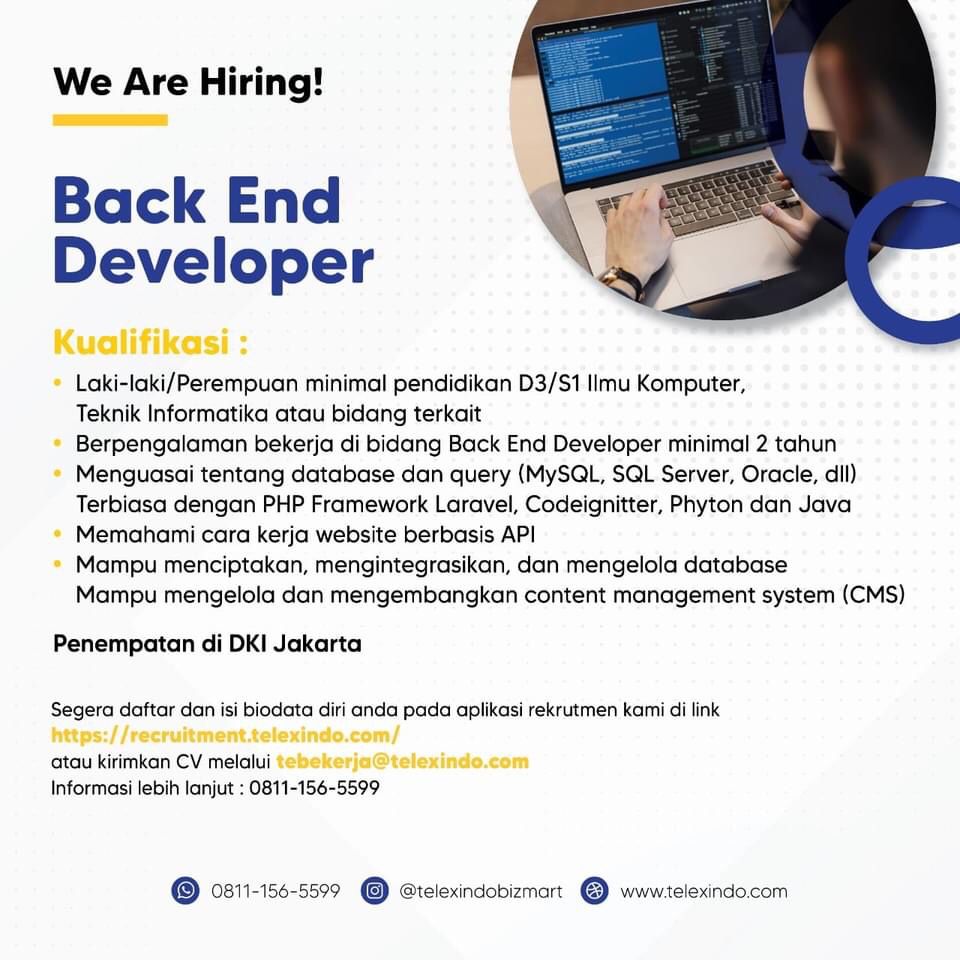 We Are Hiring!
Back End
Developer
Kualifikasi :
• Laki-laki/Perempuan minimal pendidikan D3/S1 Ilmu Komputer,
Teknik Informatika atau bidang terkait
• Berpengalaman bekerja di bidang Back End Developer minimal 2 tahun
• Menguasai tentang database dan query (MySQL, SQL Server, Oracle, dll)
Terbiasa dengan PHP Framework Laravel, Codeignitter, Phyton dan Java
• Memahami cara kerja website berbasis API
• Mampu menciptakan, mengintegrasikan, dan mengelola database
Mampu mengelola dan mengembangkan content management system (CMS)
Penempatan di DKI Jakarta
Segera daftar dan isi biodata diri anda pada aplikasi rekrutmen kami di link
https://recruitment.telexindo.com/
atau kirimkan CV melalui tebekerja@telexindo.com
Informasi lebih lanjut : 0811-156-5599
0811-156-5599 @telexindobizmart www.telexindo.com